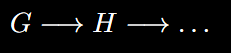 G ⟶ H ⟶ …